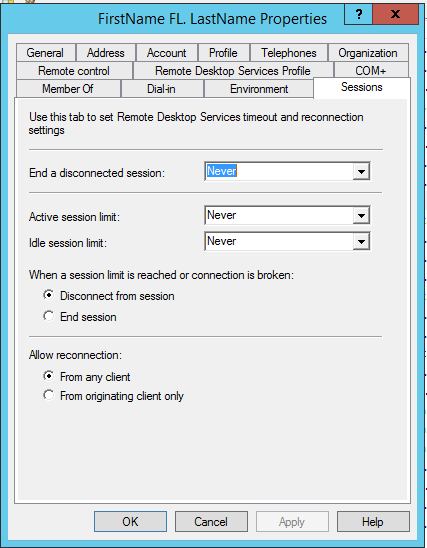 FirstName FL. LastName Properties
? x
General Address Account Profile Telephones Organization
Remote control Remote Desktop Services Profile COM+
Member Of Dial-in Environment Sessions
Use this tab to set Remote Desktop Services timeout and reconnection
settings
End a disconnected session: Never
Active session limit: Never
Idle session limit: Never
When a session limit is reached or connection is broken:
Disconnect from session
End session
Allow reconnection:
From any client
From originating client only
OK Cancel Apply Help